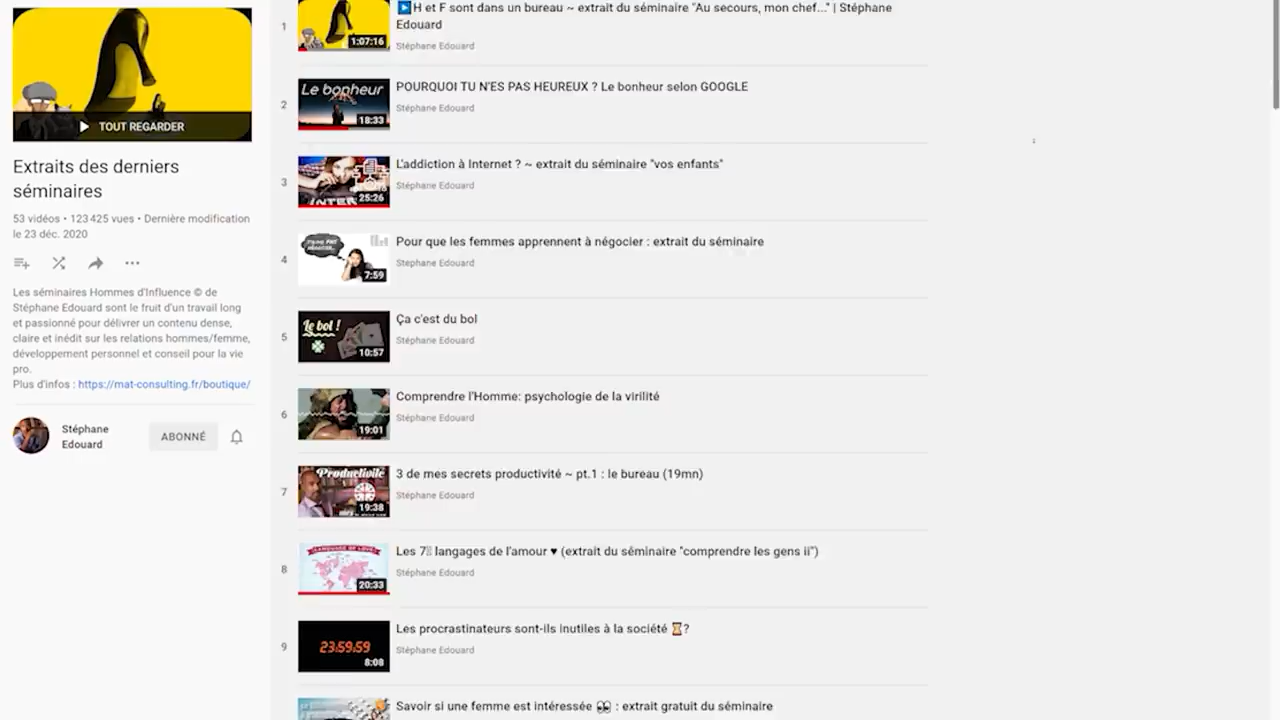 TOUT REGARDER
Extraits des derniers
séminaires
53 vidéos • 123 425 vues • Dernière modification
le 23 déc. 2020
Les séminaires Hommes d'Influence © de
Stéphane Edouard sont le fruit d'un travail long
et passionné pour délivrer un contenu dense,
claire et inédit sur les relations hommes/femme,
développement personnel et conseil pour la vie
pro.
Plus d'infos : https://mat-consulting.fr/boutique/
Stéphane
Edouard
ABONNÉ
1
1:07:16
H et F sont dans un bureau ~ extrait du séminaire "Au secours, mon chef..." | Stéphane
Edouard
Stéphane Edouard
2
Le bonheur
18:33
POURQUOI TU N'ES PAS HEUREUX ? Le bonheur selon GOOGLE
Stéphane Edouard
3
25:26
L'addiction à Internet ? ~ extrait du séminaire "vos enfants"
Stéphane Edouard
4
7:59
Pour que les femmes apprennent à négocier : extrait du séminaire
Stéphane Edouard
5
Le bol !
10:57
Ça c'est du bol
Stéphane Edouard
6
19:01
Comprendre l'Homme: psychologie de la virilité
Stéphane Edouard
7
Productivité
19:38
3 de mes secrets productivité ~ pt.1 : le bureau (19mn)
Stéphane Edouard
8
LANGUAGE OF LOVE
20:33
Les 7 langages de l'amour ♥ (extrait du séminaire "comprendre les gens ii")
Stéphane Edouard
9
23:59:59
8:08
Les procrastinateurs sont-ils inutiles à la société ⏳?
Stéphane Edouard
Savoir si une femme est intéressée 👀 : extrait gratuit du séminaire